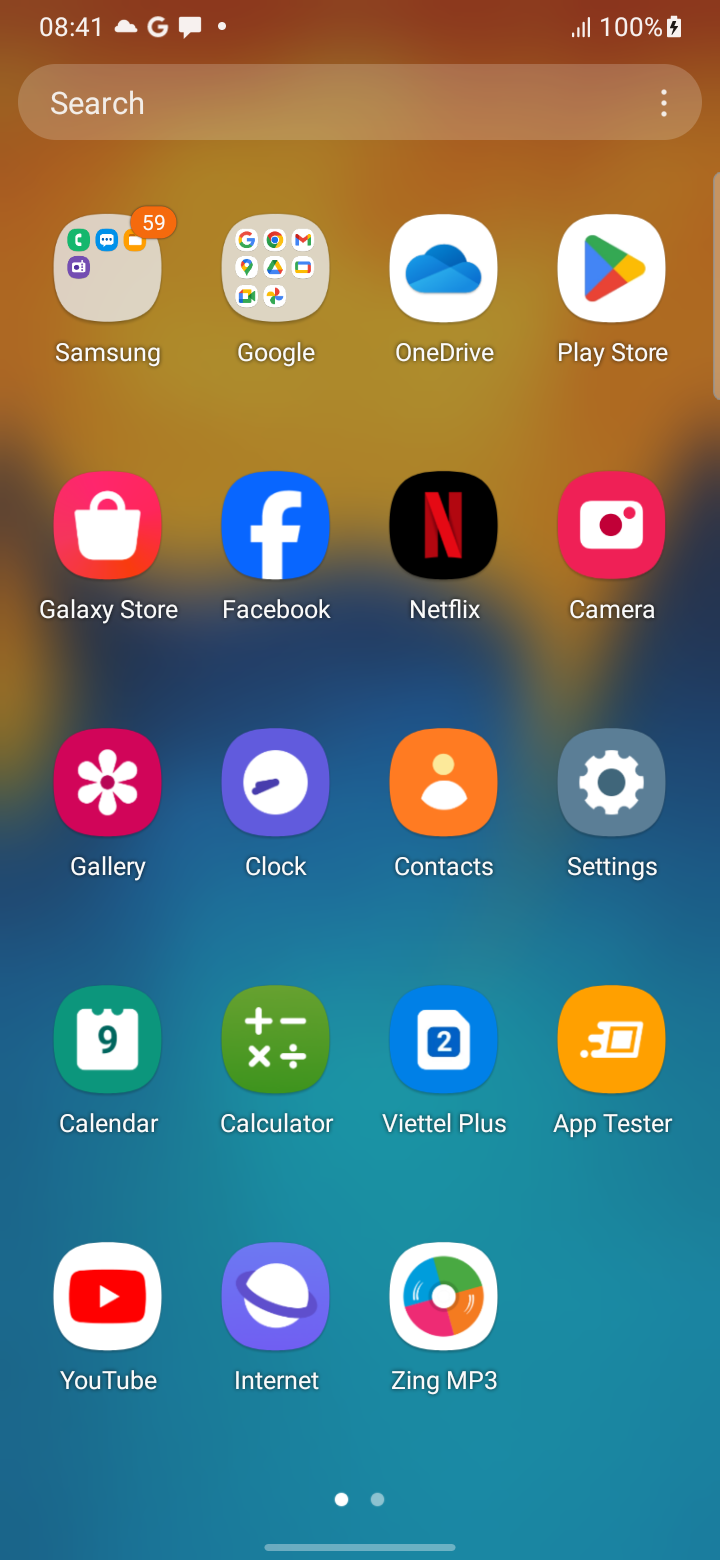 08:41 G 100%
Search
59
Samsung Google OneDrive Play Store
Galaxy Store Facebook Netflix Camera
Gallery Clock Contacts Settings
9 2
Calendar Calculator Viettel Plus App Tester
YouTube Internet Zing MP3